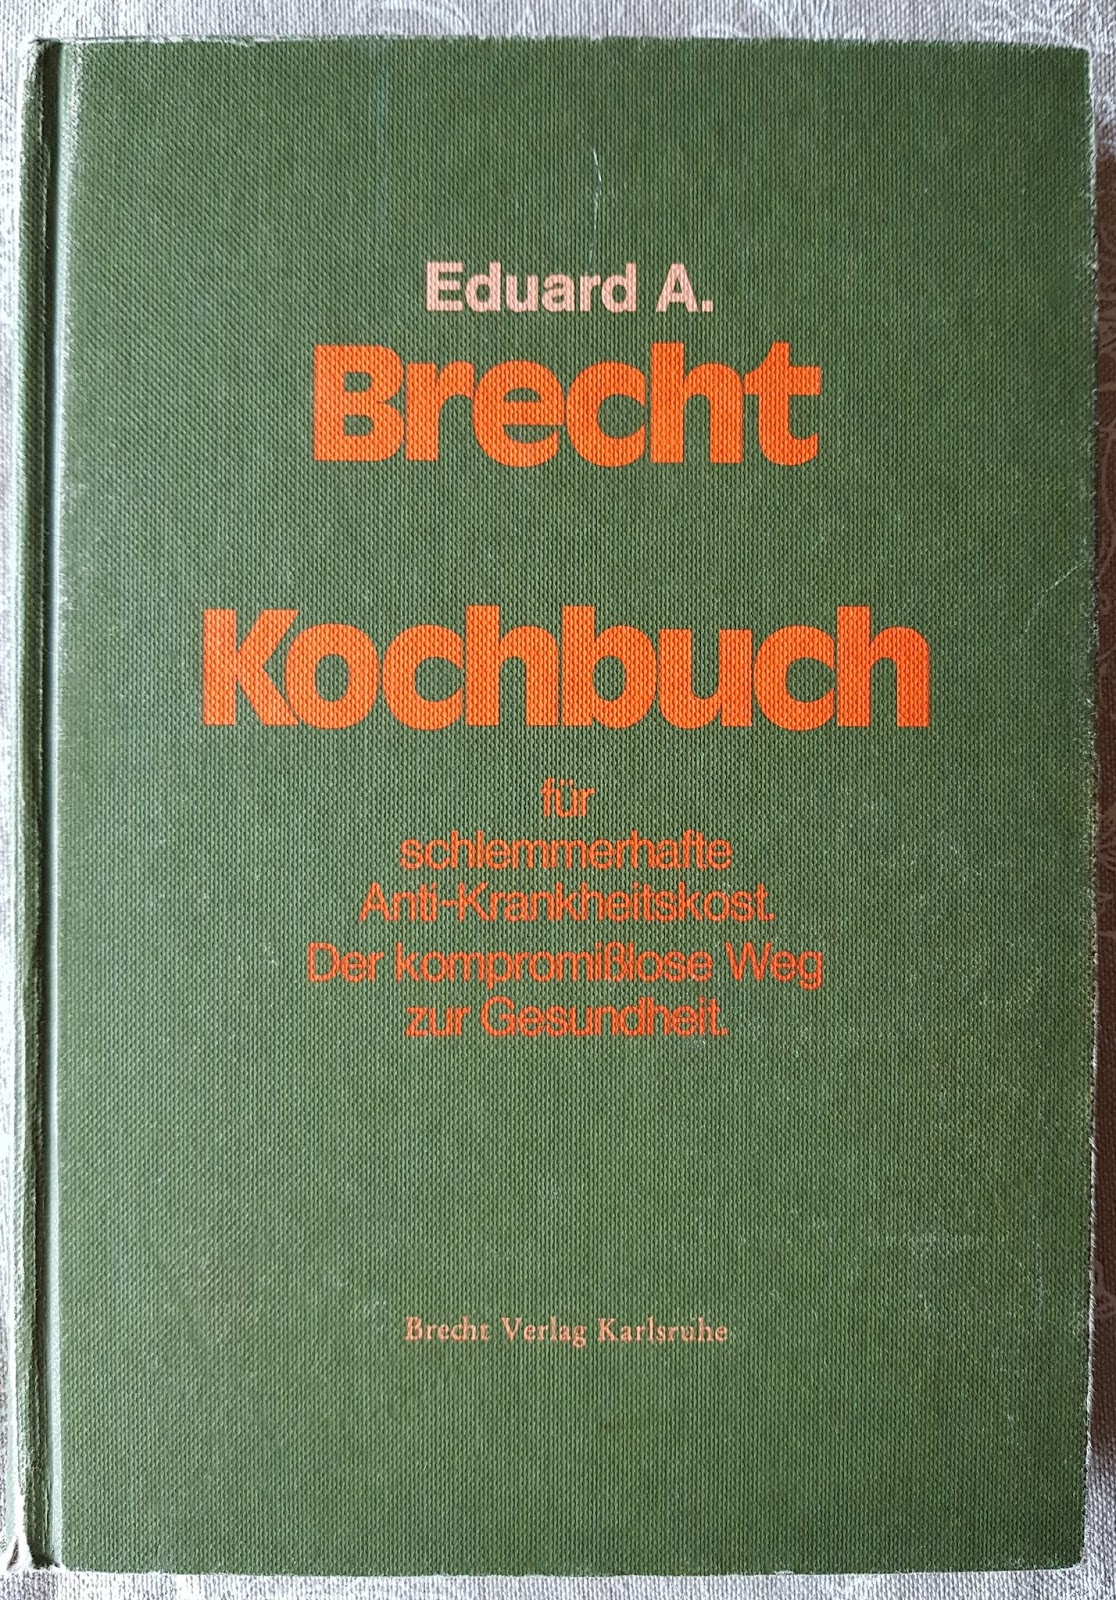 Eduard A.
Brecht
Kochbuch
für
schlemmerhafte
Anti-Krankheitskost.
Der kompromißlose Weg
zur Gesundheit.
Brecht Verlag Karlsruhe